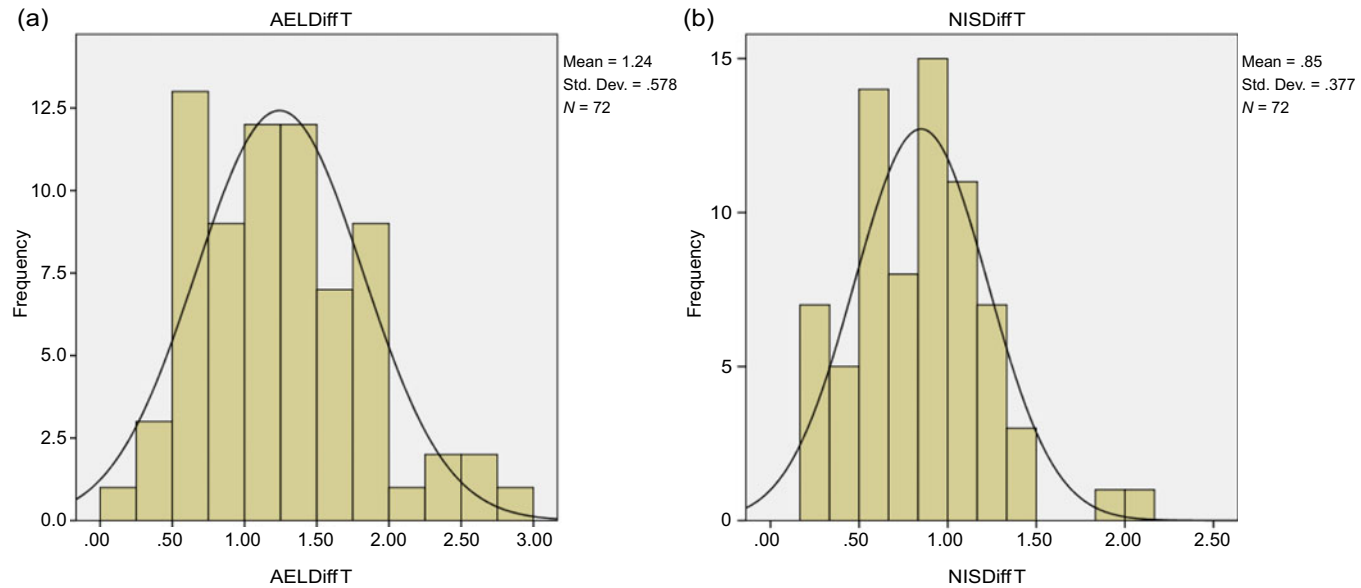 (a)
AELDiffT
Mean = 1.24
Std. Dev. = .578
N = 72
Frequency
12.5
10.0
7.5
5.0
2.5
0.0
.00 .50 1.00 1.50 2.00 2.50 3.00
AELDiffT
(b)
NISDiffT
Mean = .85
Std. Dev. = .377
N = 72
Frequency
15
10
5
0
.00 .50 1.00 1.50 2.00 2.50
NISDiffT